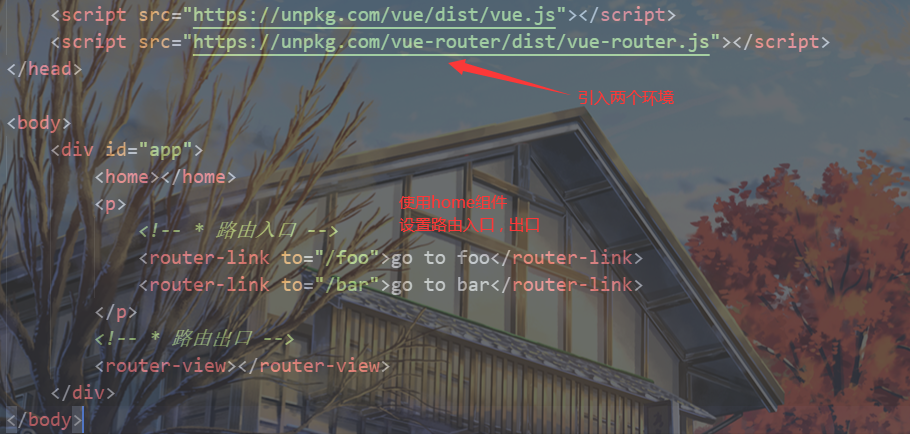 <script src="https://unpkg.com/vue/dist/vue.js"></script>
<script src="https://unpkg.com/vue-router/dist/vue-router.js"></script>
</head>
引入两个环境
<body>
<div id="app">
<home></home>
<p>
使用home组件
设置路由入口，出口
<!-- * 路由入口 -->
<router-link to="/foo">go to foo</router-link>
<router-link to="/bar">go to bar</router-link>
</p>
<!-- * 路由出口 -->
<router-view></router-view>
</div>
</body>